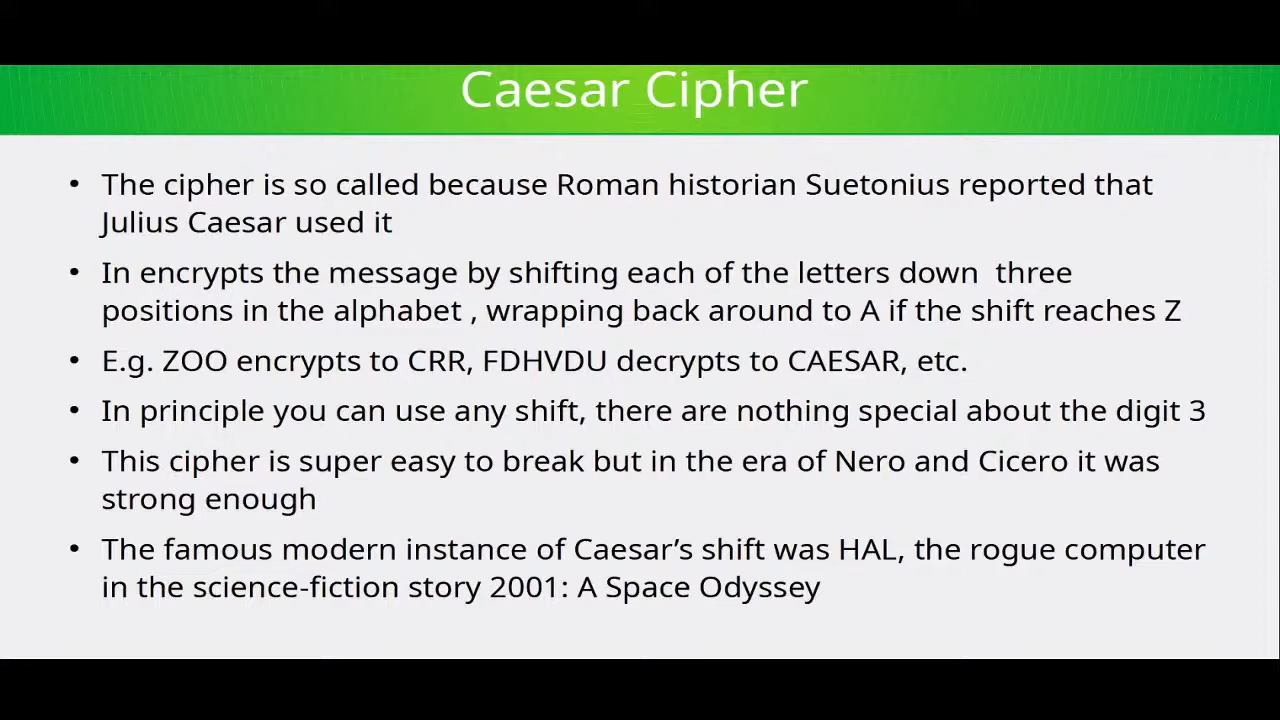 Caesar Cipher
• The cipher is so called because Roman historian Suetonius reported that
Julius Caesar used it
• In encrypts the message by shifting each of the letters down  three
positions in the alphabet , wrapping back around to A if the shift reaches Z
• E.g. ZOO encrypts to CRR, FDHVDU decrypts to CAESAR, etc.
• In principle you can use any shift, there are nothing special about the digit 3
• This cipher is super easy to break but in the era of Nero and Cicero it was
strong enough
• The famous modern instance of Caesar’s shift was HAL, the rogue computer
in the science-fiction story 2001: A Space Odyssey